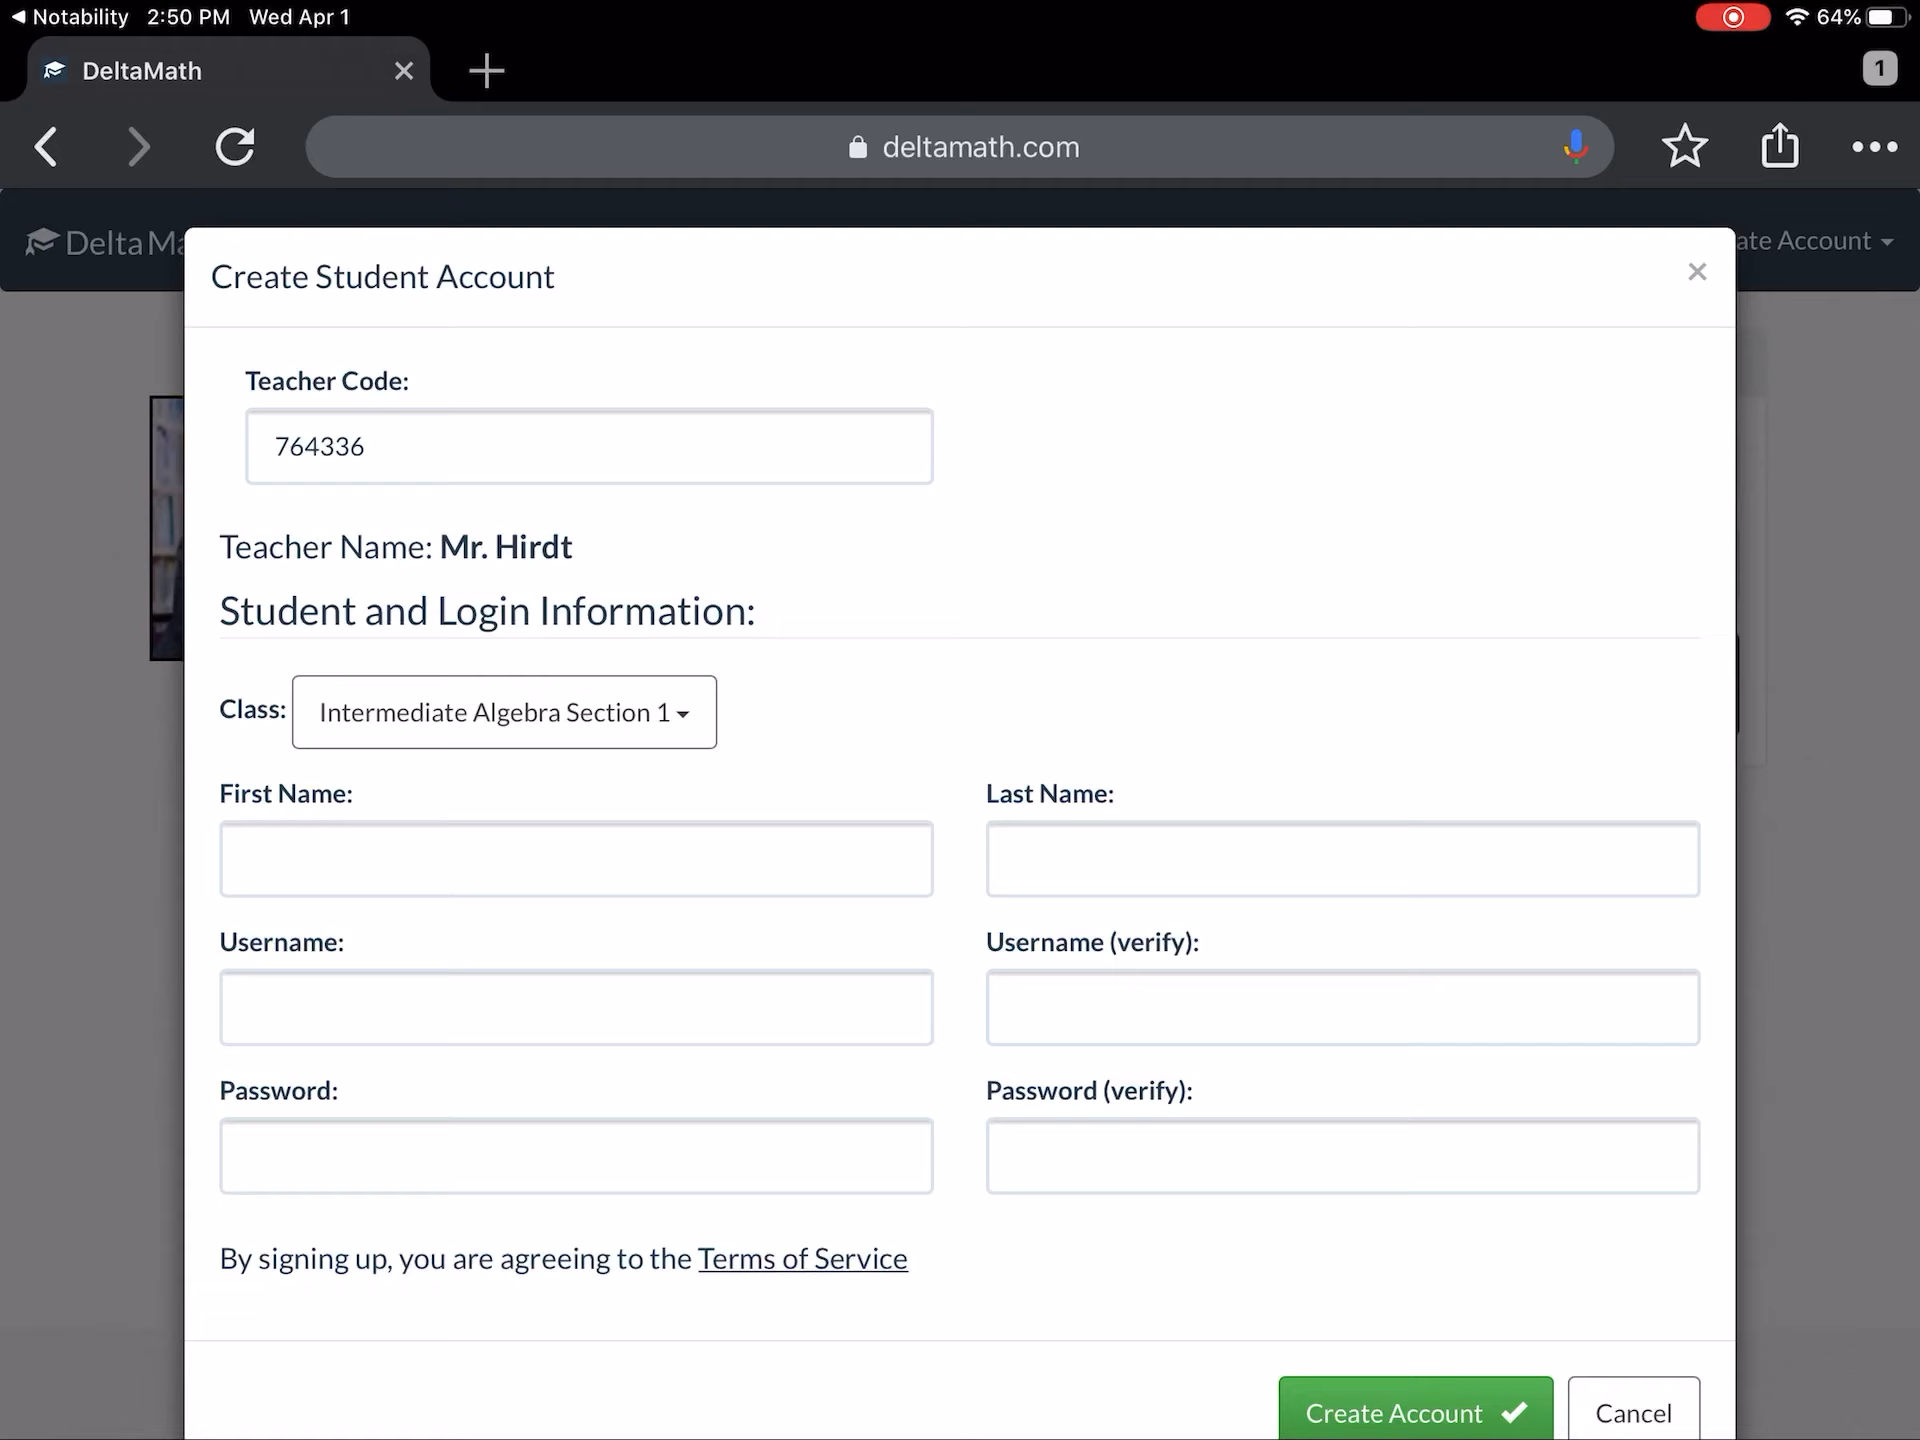 Notability 2:50 PM Wed Apr 1 64%
DeltaMath
1
deltamath.com
DeltaMa
ate Account
Create Student Account
Teacher Code:
764336
Teacher Name: Mr. Hirdt
Student and Login Information:
Class: Intermediate Algebra Section 1
First Name: Last Name:
Username: Username (verify):
Password: Password (verify):
By signing up, you are agreeing to the Terms of Service
Create Account Cancel